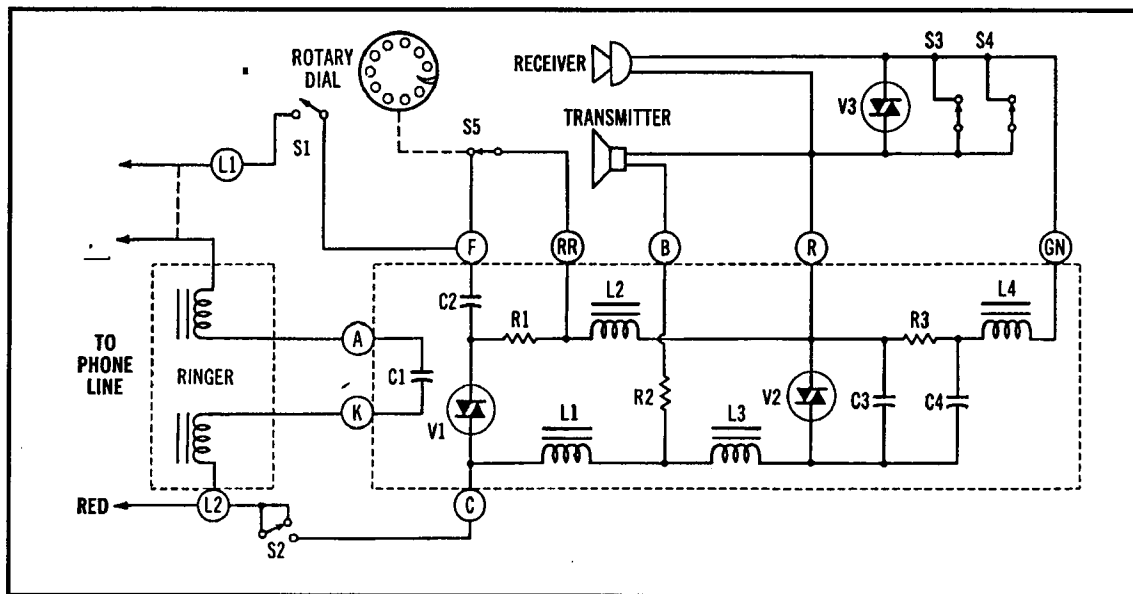 ROTARY
DIAL
RECEIVER
S3
S4
V3
TRANSMITTER
S5
S1
L1
F
RR
B
R
GN
C2
R1
L2
R3
L4
TO
PHONE
LINE
RINGER
A
C1
K
V1
R2
L1
L3
V2
C3
C4
RED
L2
S2
C